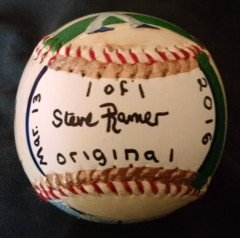 1 of 1
Mar. 13
Steve Ramer
2016
original